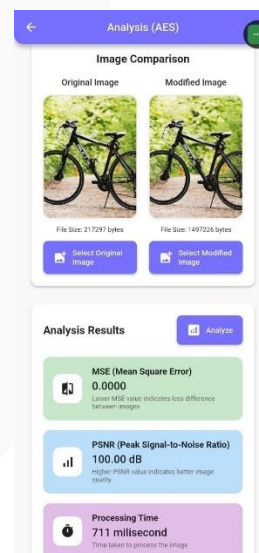 Analysis (AES)
Image Comparison
Original Image
Modified Image
File Size: 217297 bytes
File Size: 1497226 bytes
Select Original
Image
Select Modified
Image
Analysis Results
Analyze
MSE (Mean Square Error)
0.0000
Lower MSE value indicates less difference
between images
PSNR (Peak Signal-to-Noise Ratio)
100.00 dB
Higher PSNR value indicates better image
quality
Processing Time
711 milisecond
Time taken to process the image